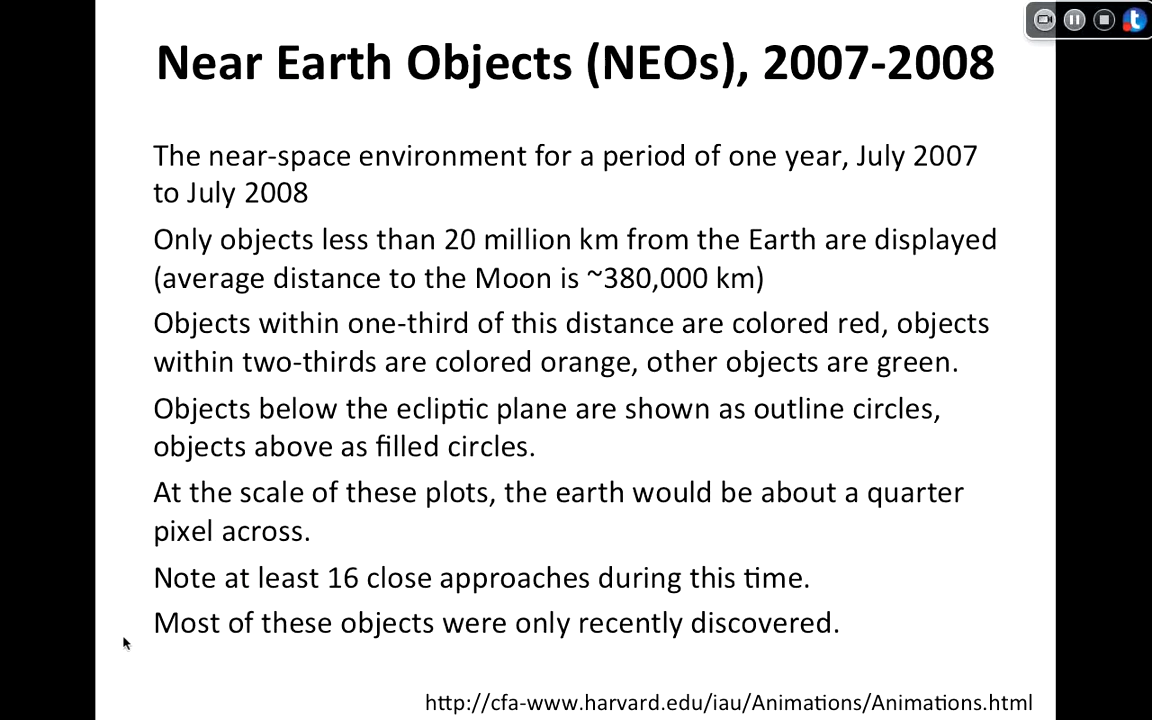 Near Earth Objects (NEOs), 2007-2008
The near-space environment for a period of one year, July 2007
to July 2008
Only objects less than 20 million km from the Earth are displayed
(average distance to the Moon is ~380,000 km)
Objects within one-third of this distance are colored red, objects
within two-thirds are colored orange, other objects are green.
Objects below the ecliptic plane are shown as outline circles,
objects above as filled circles.
At the scale of these plots, the earth would be about a quarter
pixel across.
Note at least 16 close approaches during this time.
Most of these objects were only recently discovered.
http://cfa-www.harvard.edu/iau/Animations/Animations.html
t